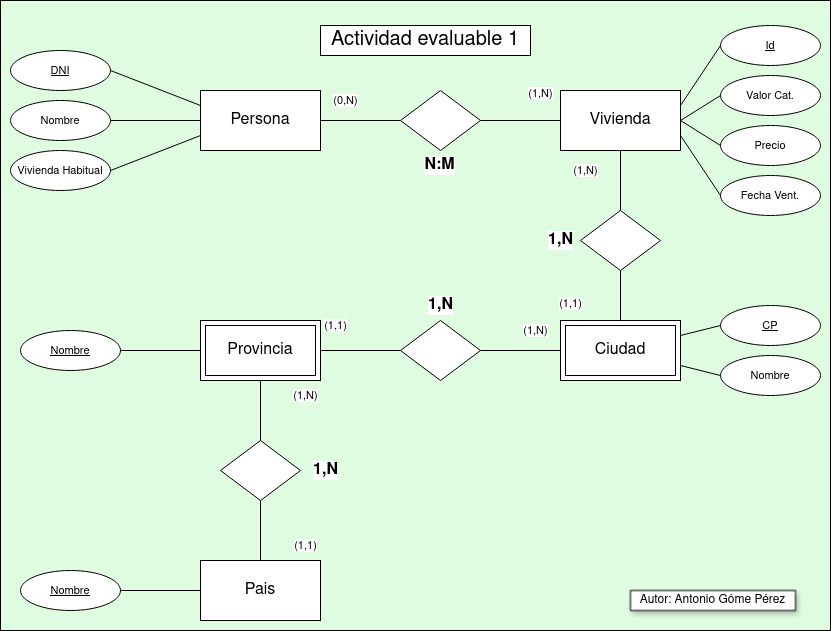 Actividad evaluable 1
DNI
Nombre
Vivienda Habitual
Persona
(0,N)
N:M
(1,N)
Vivienda
Id
Valor Cat.
Precio
Fecha Vent.
(1,N)
1,N
(1,1)
Ciudad
CP
Nombre
(1,N)
1,N
(1,1)
Provincia
Nombre
(1,N)
1,N
(1,1)
Pais
Nombre
Autor: Antonio Góme Pérez